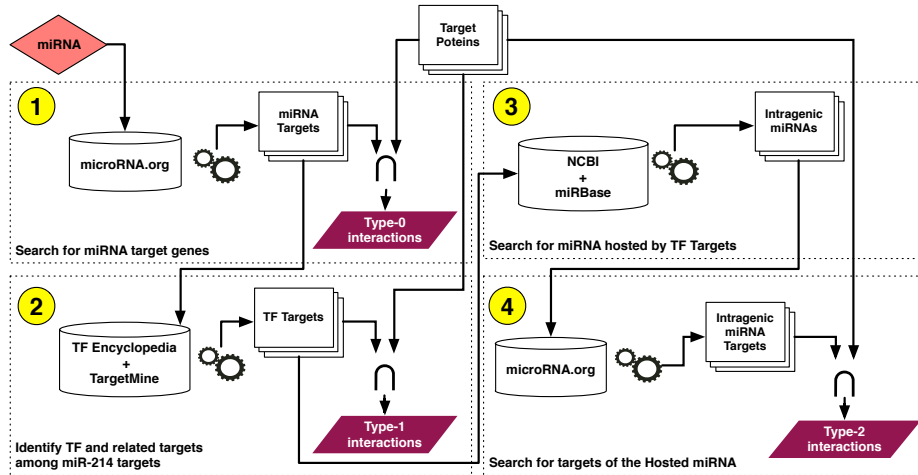 miRNA
Target
Poteins
1
miRNA
Targets
microRNA.org
Type-0
interactions
Search for miRNA target genes
2
TF Targets
TF Encyclopedia
+
TargetMine
Type-1
interactions
Identify TF and related targets
among miR-214 targets
3
Intragenic
miRNAs
NCBI
+
miRBase
Search for miRNA hosted by TF Targets
4
Intragenic
miRNA
Targets
microRNA.org
Type-2
interactions
Search for targets of the Hosted miRNA